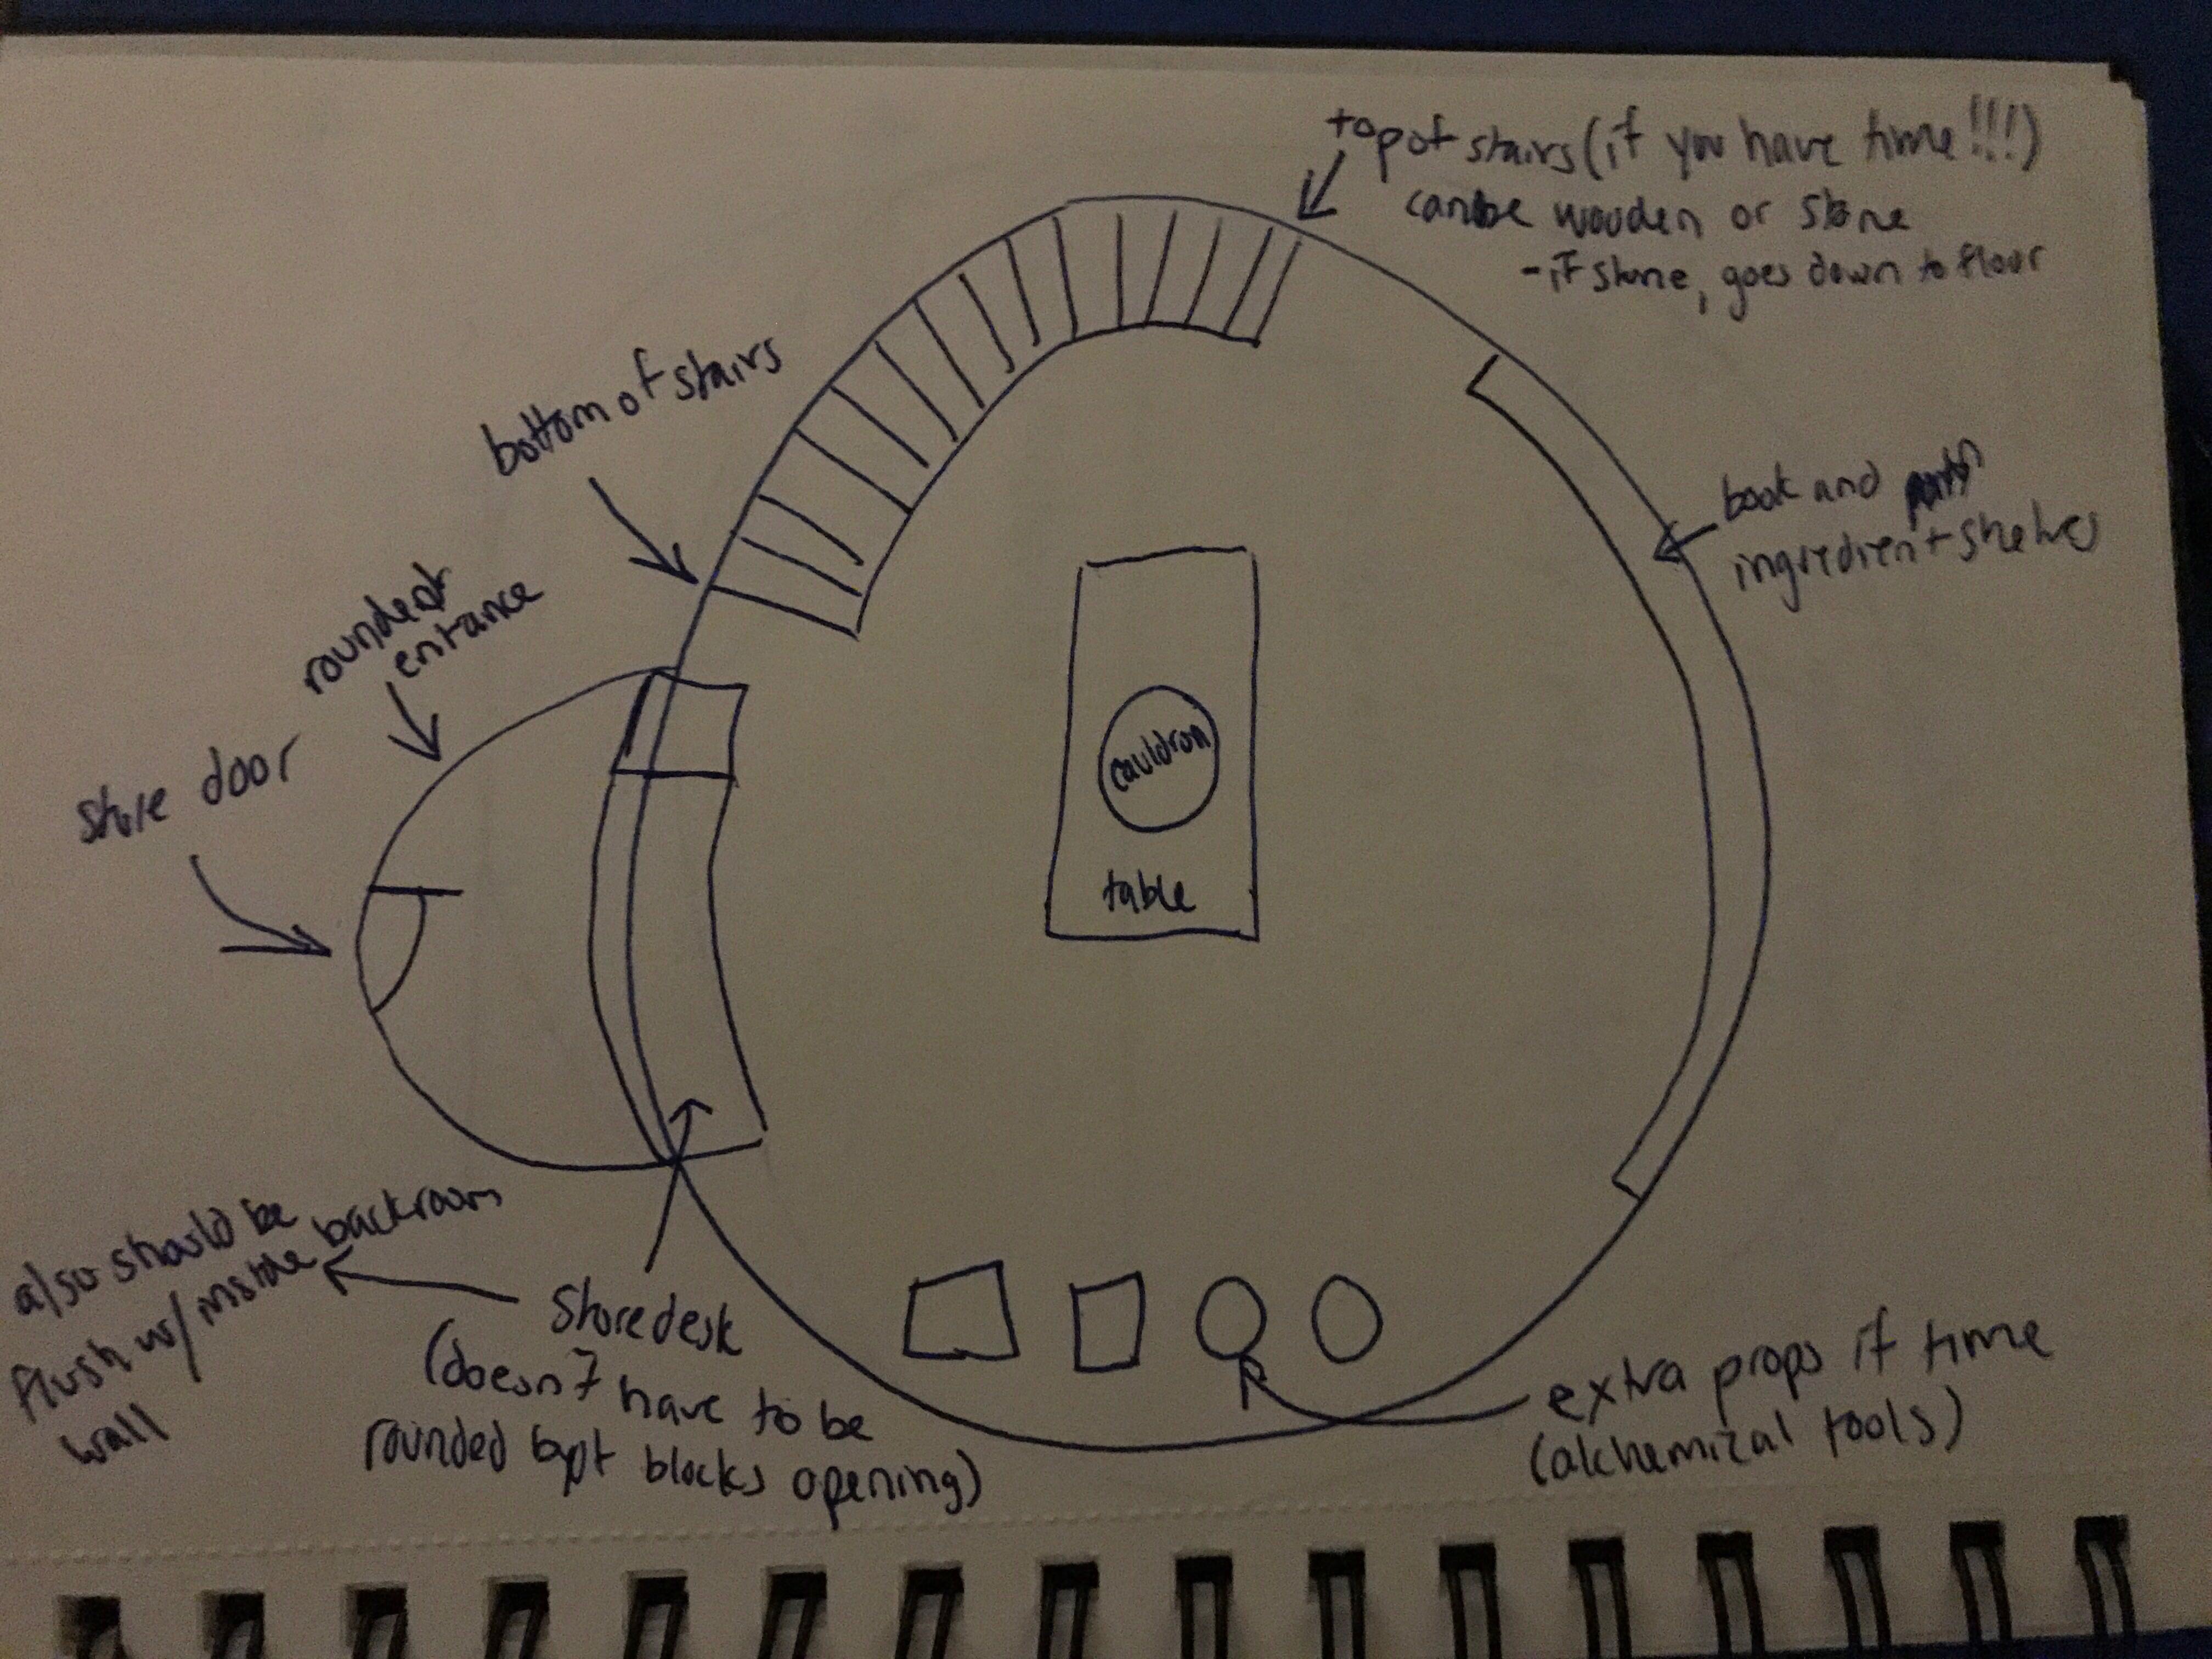 top of stairs (if you have time!!!)
can be wooden or stone
- if stone, goes down to floor
bottom of stairs
book and
ingredient shelves
rounded
entrance
store door
cauldron
table
also should be
flush w/ inside backroom
wall
Store desk
(doesn't have to be
rounded but blocks opening)
extra props if time
(alchemical tools)